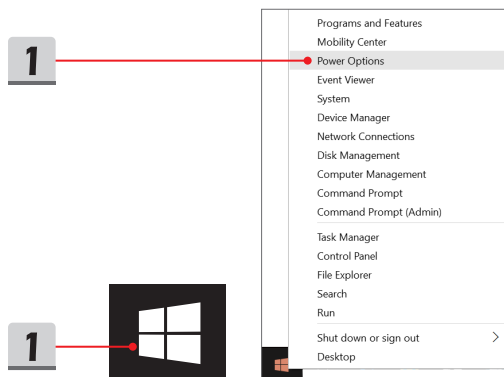 1
Programs and Features
Mobility Center
Power Options
Event Viewer
System
Device Manager
Network Connections
Disk Management
Computer Management
Command Prompt
Command Prompt (Admin)
Task Manager
Control Panel
File Explorer
Search
Run
Shut down or sign out
Desktop
1